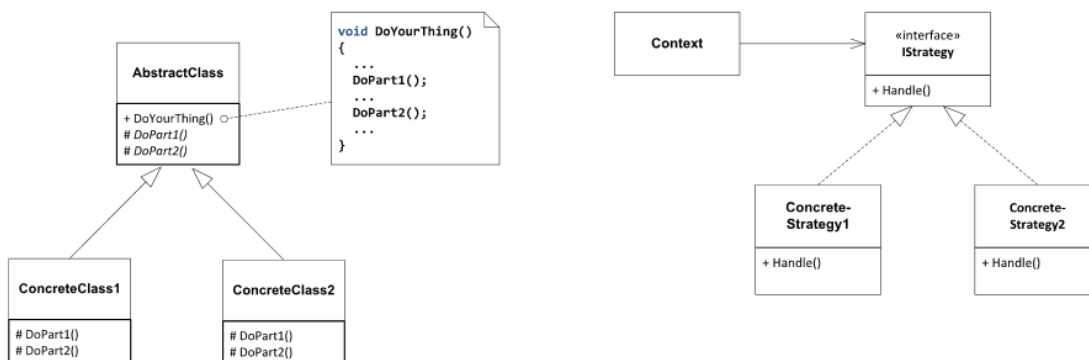 AbstractClass
+ DoYourThing()
# DoPart1()
# DoPart2()
void DoYourThing()
{
...
DoPart1();
...
DoPart2();
...
}
ConcreteClass1
# DoPart1()
# DoPart2()
ConcreteClass2
# DoPart1()
# DoPart2()
Context
«interface»
IStrategy
+ Handle()
Concrete-
Strategy1
+ Handle()
Concrete-
Strategy2
+ Handle()